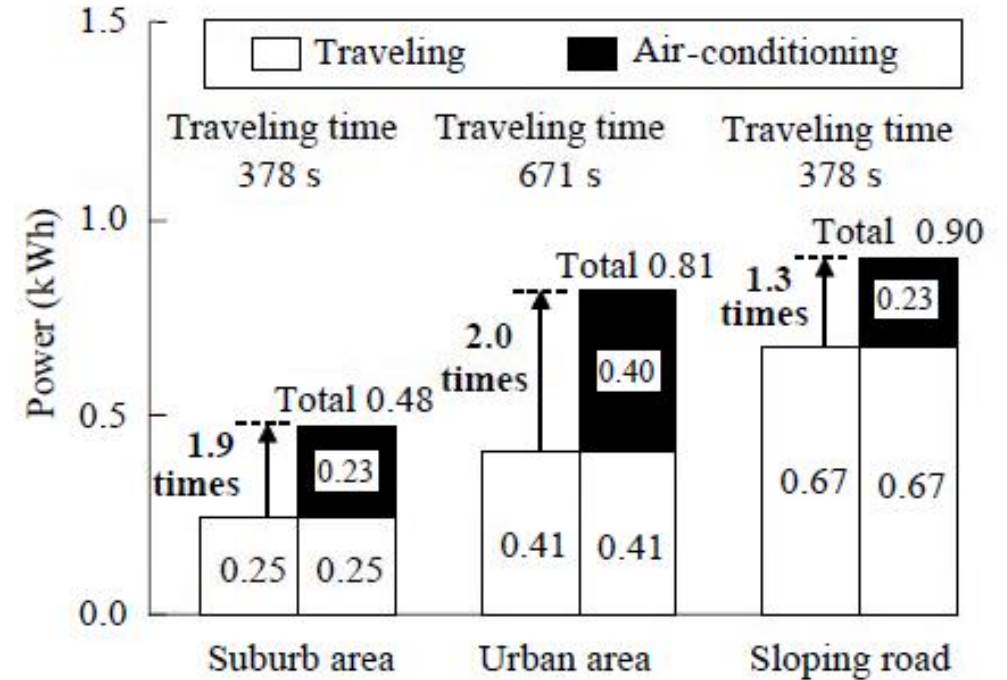 1.5
Traveling
Air-conditioning
Traveling time
378 s
Traveling time
671 s
Traveling time
378 s
Power (kWh)
1.0
0.5
0.0
1.9
times
Total 0.48
0.23
0.25
0.25
2.0
times
Total 0.81
0.40
0.41
0.41
1.3
times
Total 0.90
0.23
0.67
0.67
Suburb area
Urban area
Sloping road